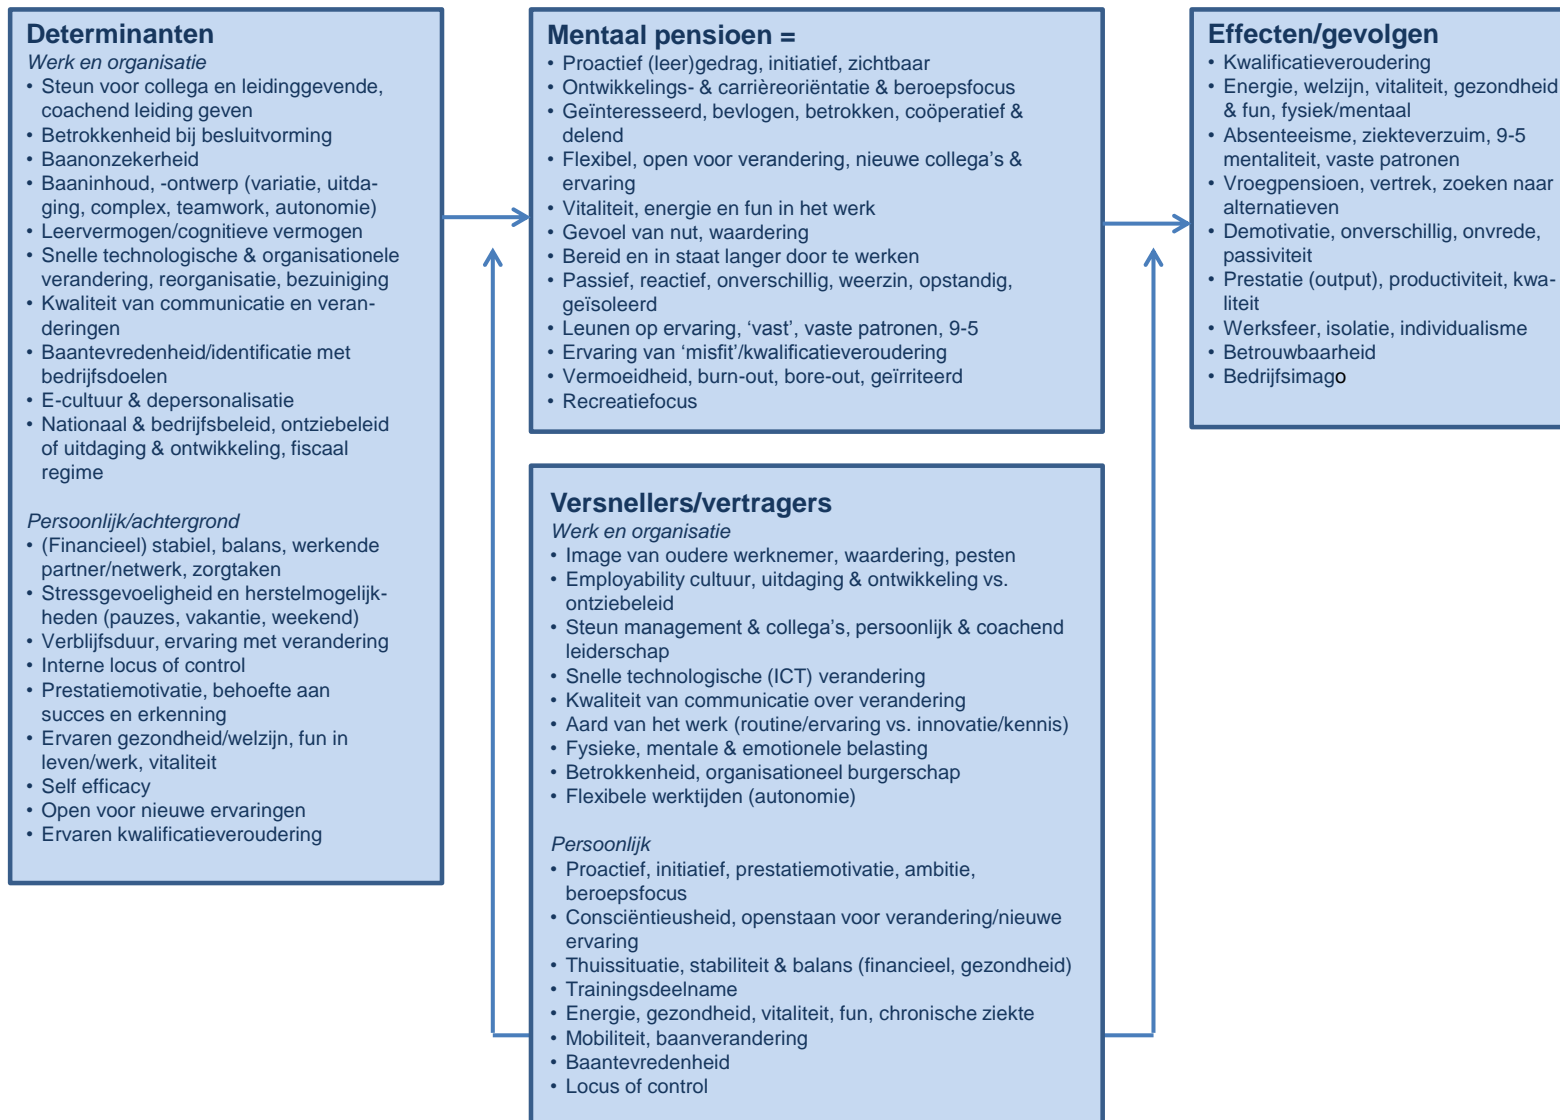 Determinanten
Werk en organisatie
• Steun voor collega en leidinggevende,
coachend leiding geven
• Betrokkenheid bij besluitvorming
• Baanonzekerheid
• Baaninhoud, -ontwerp (variatie, uitda-
ging, complex, teamwork, autonomie)
• Leervermogen/cognitieve vermogen
• Snelle technologische & organisationele
verandering, reorganisatie, bezuiniging
• Kwaliteit van communicatie en veran-
deringen
• Baantevredenheid/identificatie met
bedrijfsdoelen
• E-cultuur & depersonalisatie
• Nationaal & bedrijfsbeleid, ontziebeleid
of uitdaging & ontwikkeling, fiscaal
regime
Persoonlijk/achtergrond
• (Financieel) stabiel, balans, werkende
partner/netwerk, zorgtaken
• Stressgevoeligheid en herstelmogelijk-
heden (pauzes, vakantie, weekend)
• Verblijfsduur, ervaring met verandering
• Interne locus of control
• Prestatiemotivatie, behoefte aan
succes en erkenning
• Ervaren gezondheid/welzijn, fun in
leven/werk, vitaliteit
• Self efficacy
• Open voor nieuwe ervaringen
• Ervaren kwalificatieveroudering
Mentaal pensioen =
• Proactief (leer)gedrag, initiatief, zichtbaar
• Ontwikkelings- & carrièreoriëntatie & beroepsfocus
• Geïnteresseerd, bevlogen, betrokken, coöperatief &
delend
• Flexibel, open voor verandering, nieuwe collega's &
ervaring
• Vitaliteit, energie en fun in het werk
• Gevoel van nut, waardering
• Bereid en in staat langer door te werken
• Passief, reactief, onverschillig, weerzin, opstandig,
geïsoleerd
• Leunen op ervaring, ‘vast’, vaste patronen, 9-5
• Ervaring van ‘misfit’/kwalificatieveroudering
• Vermoeidheid, burn-out, bore-out, geïrriteerd
• Recreatiefocus
Versnellers/vertragers
Werk en organisatie
• Image van oudere werknemer, waardering, pesten
• Employability cultuur, uitdaging & ontwikkeling vs.
ontziebeleid
• Steun management & collega's, persoonlijk & coachend
leiderschap
• Snelle technologische (ICT) verandering
• Kwaliteit van communicatie over verandering
• Aard van het werk (routine/ervaring vs. innovatie/kennis)
• Fysieke, mentale & emotionele belasting
• Betrokkenheid, organisationeel burgerschap
• Flexibele werktijden (autonomie)
Persoonlijk
• Proactief, initiatief, prestatiemotivatie, ambitie,
beroepsfocus
• Consciëntieusheid, openstaan voor verandering/nieuwe
ervaring
• Thuissituatie, stabiliteit & balans (financieel, gezondheid)
• Trainingsdeelname
• Energie, gezondheid, vitaliteit, fun, chronische ziekte
• Mobiliteit, baanverandering
• Baantevredenheid
• Locus of control
Effecten/gevolgen
• Kwalificatieveroudering
• Energie, welzijn, vitaliteit, gezondheid
& fun, fysiek/mentaal
• Absenteeisme, ziekteverzuim, 9-5
mentaliteit, vaste patronen
• Vroegpensioen, vertrek, zoeken naar
alternatieven
• Demotivatie, onverschillig, onvrede,
passiviteit
• Prestatie (output), productiviteit, kwa-
liteit
• Werksfeer, isolatie, individualisme
• Betrouwbaarheid
• Bedrijfsimago